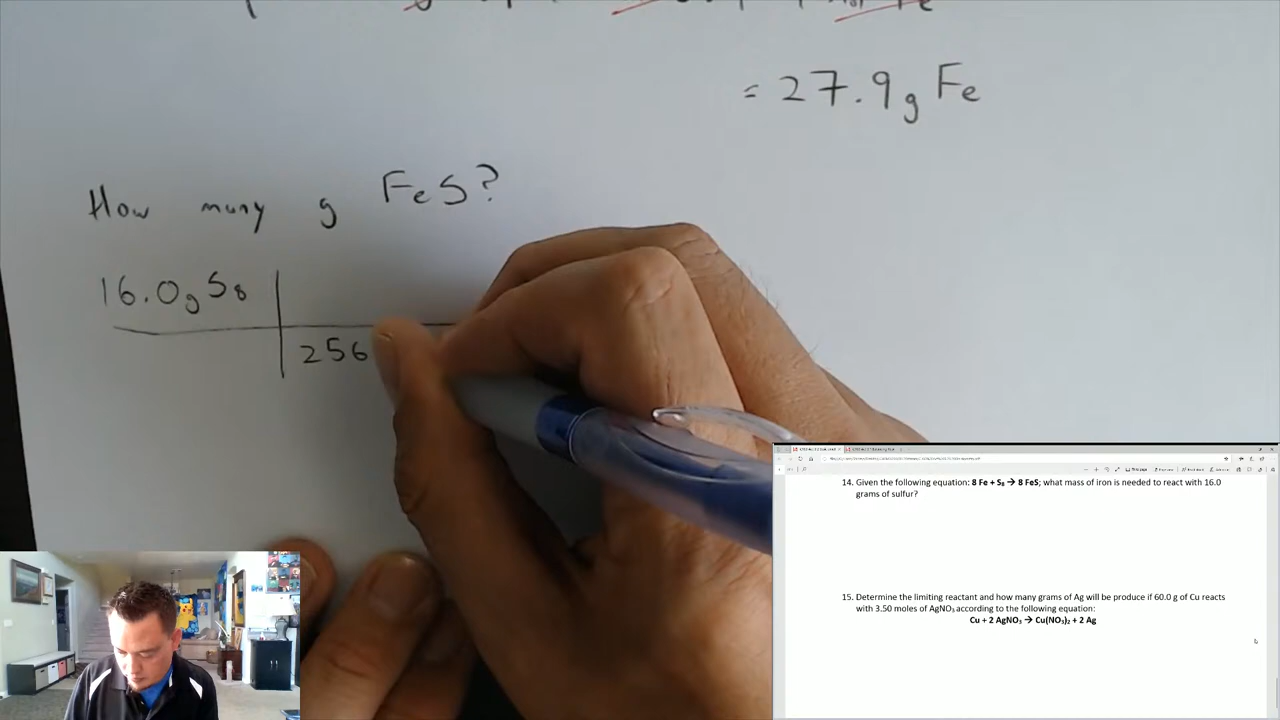 = 27.9g Fe
How many g FeS?
16.0g S8
256
14. Given the following equation: 8 Fe + S₈ → 8 FeS; what mass of iron is needed to react with 16.0
grams of sulfur?
15. Determine the limiting reactant and how many grams of Ag will be produce if 60.0 g of Cu reacts
with 3.50 moles of AgNO₃ according to the following equation:
Cu + 2 AgNO₃ → Cu(NO₃)₂ + 2 Ag